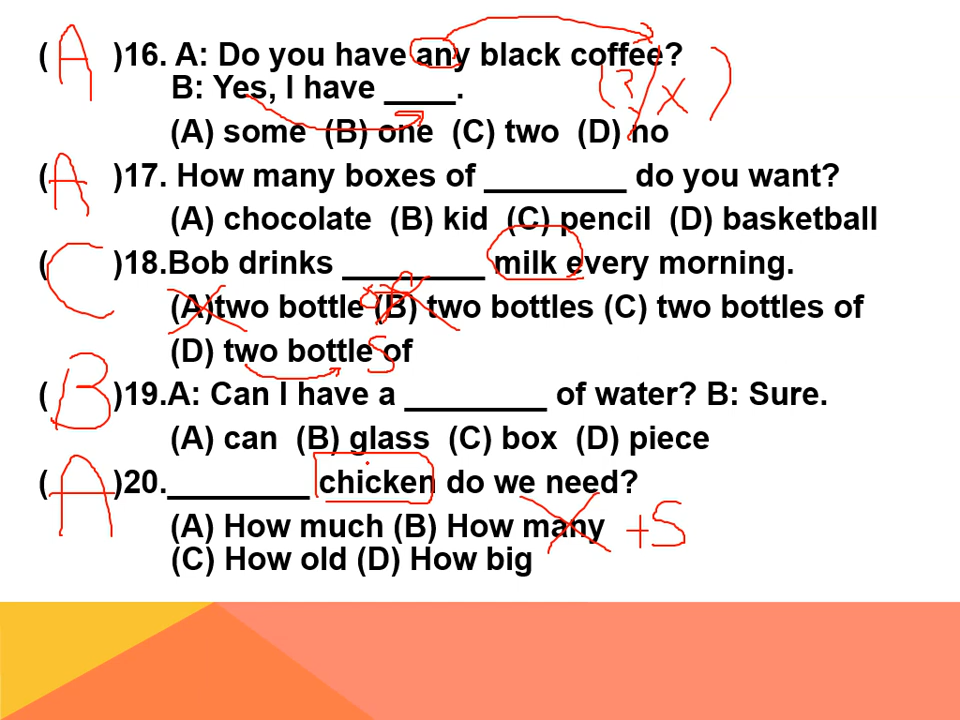 ( A )16. A: Do you have any black coffee? (?/X)
B: Yes, I have ____.
(A) some (B) one (C) two (D) no
( A )17. How many boxes of ________ do you want?
(A) chocolate (B) kid (C) pencil (D) basketball
( C )18.Bob drinks ________ milk every morning.
(A)two bottle of (B) two bottles (C) two bottles of
(D) two bottle s of
( B )19.A: Can I have a ________ of water? B: Sure.
(A) can (B) glass (C) box (D) piece
( A )20.________ chicken do we need?
(A) How much (B) How many X +S
(C) How old (D) How big